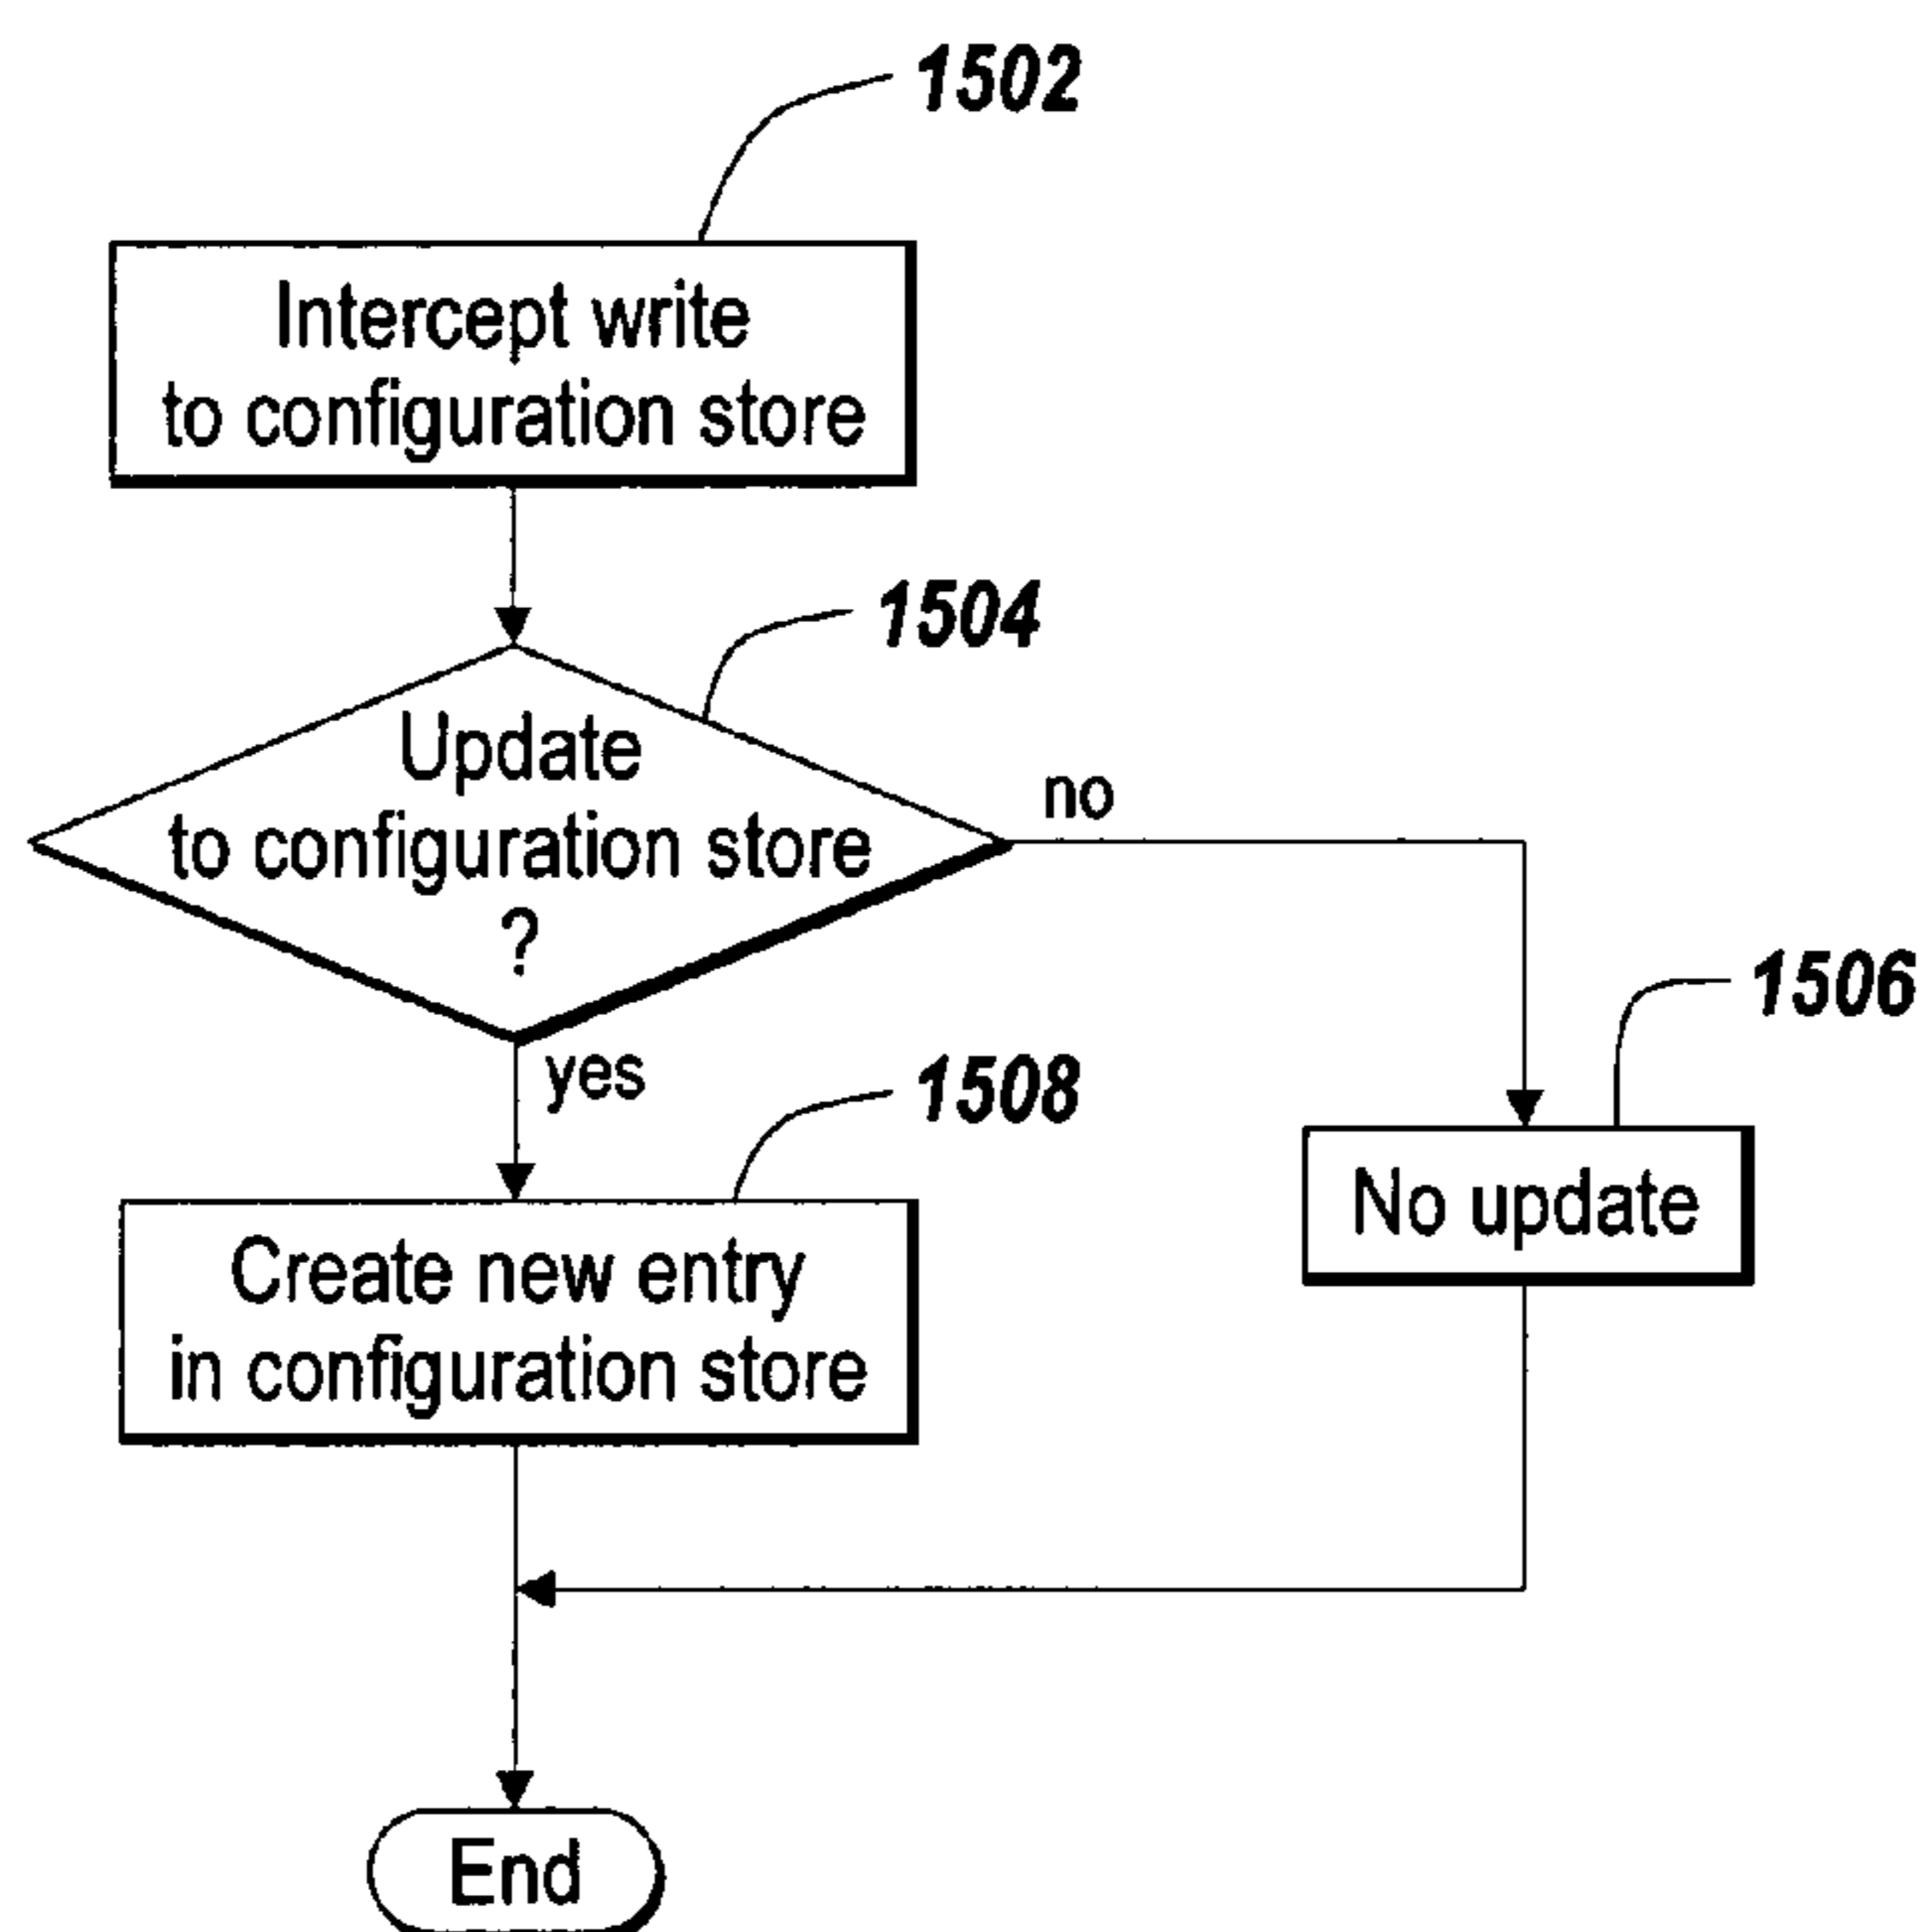 1502
Intercept write
to configuration store
1504
Update
to configuration store
?
no
yes
1506
1508
No update
Create new entry
in configuration store
End